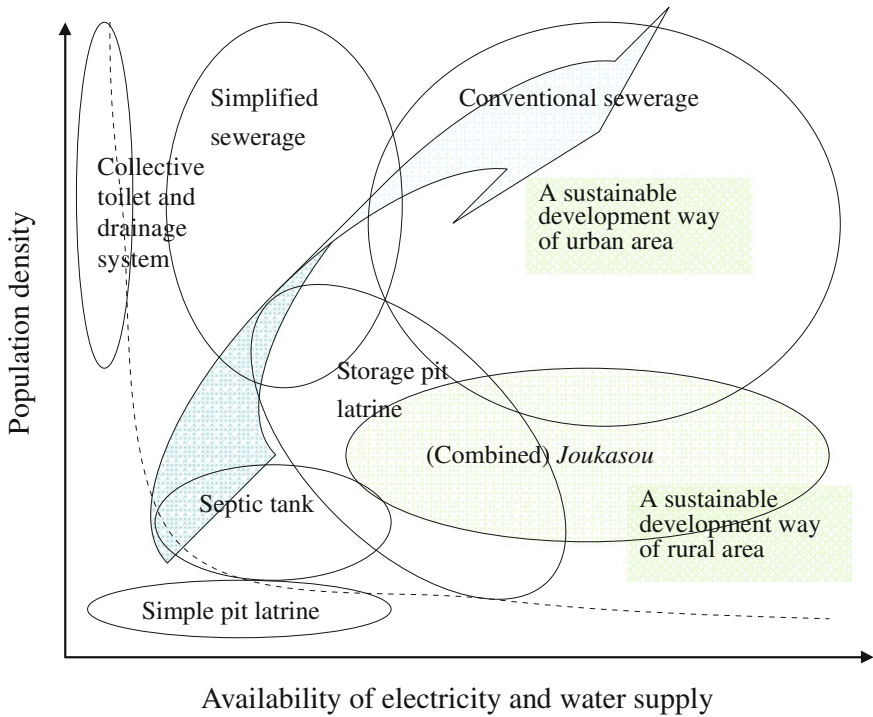 Population density
Simplified
sewerage
Conventional sewerage
Collective
toilet and
drainage
system
A sustainable
development way
of urban area
Storage pit
latrine
(Combined) Joukasou
Septic tank
A sustainable
development way
of rural area
Simple pit latrine
Availability of electricity and water supply